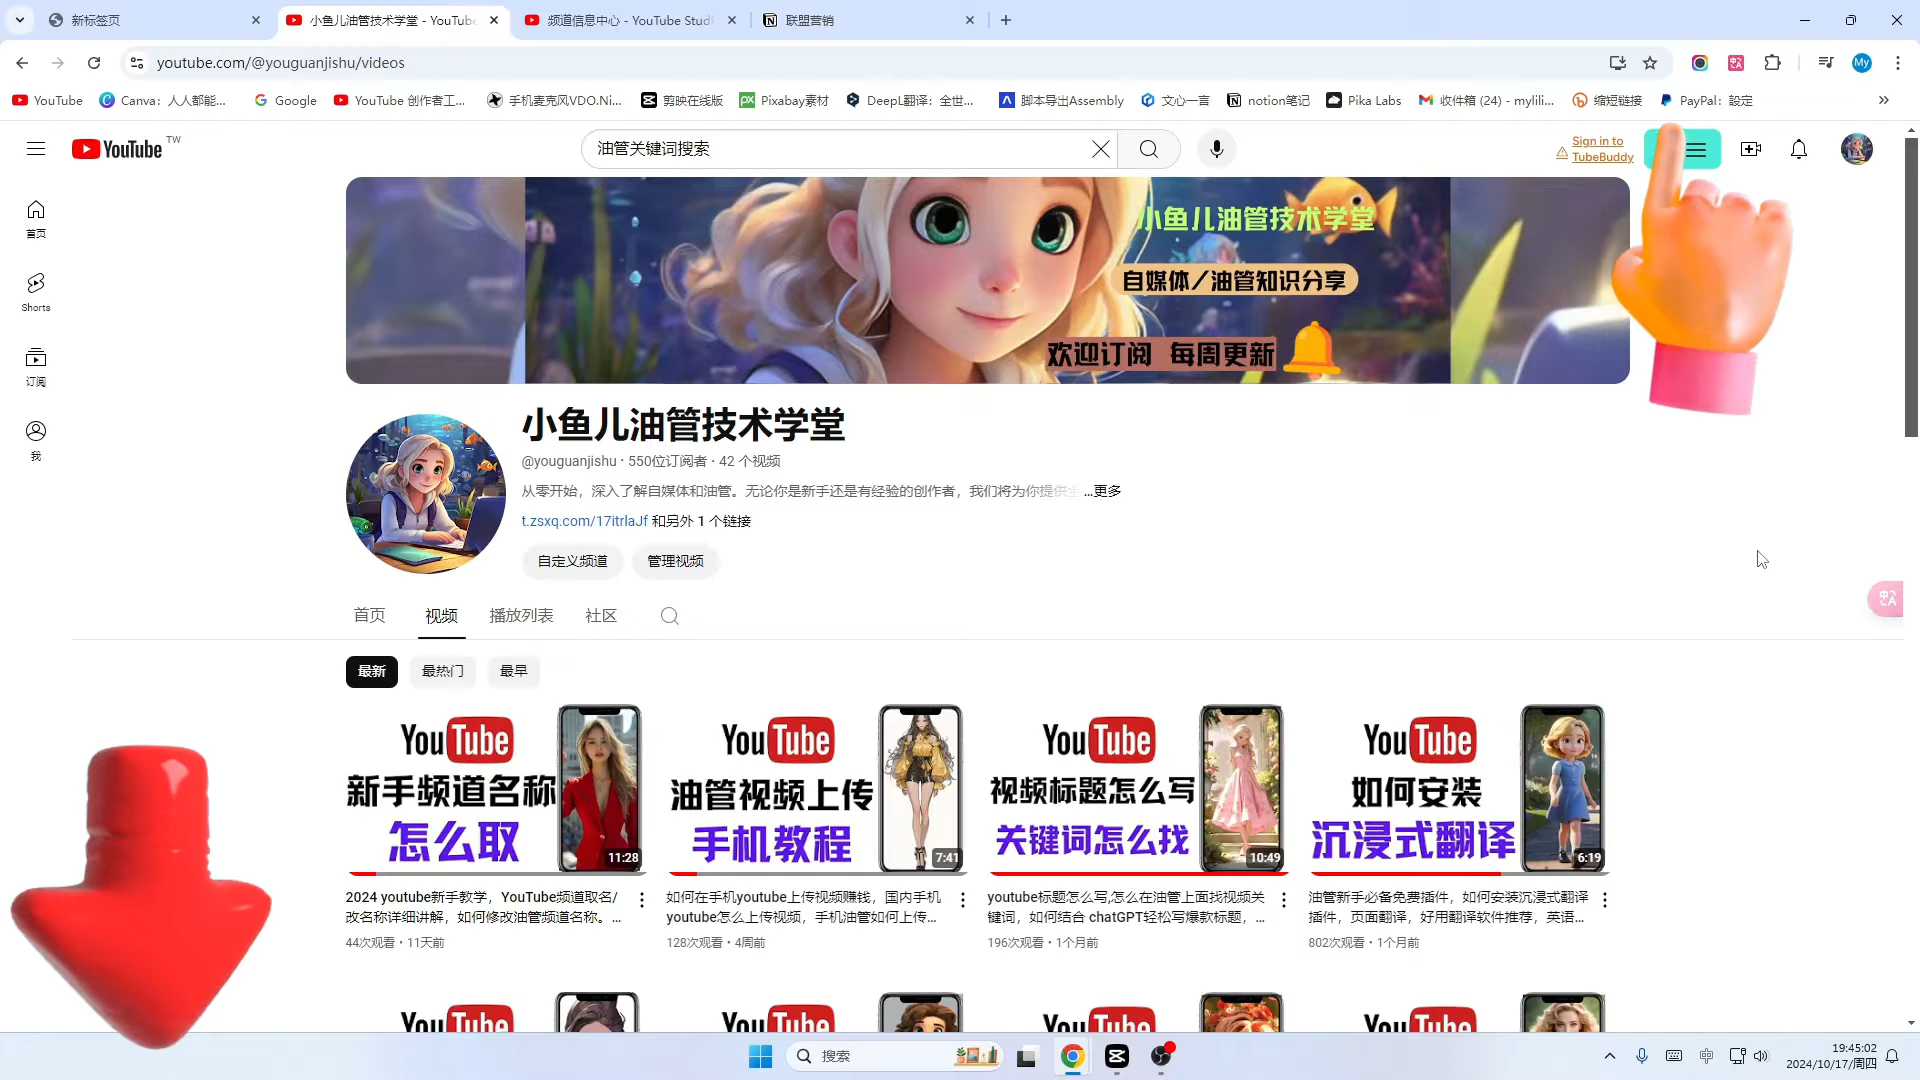 新标签页
小鱼儿油管技术学堂 - YouTube
频道信息中心 - YouTube Studi
联盟营销
youtube.com/@youguanjishu/videos
My
YouTube
Canva：人人都能...
Google
YouTube 创作者工...
手机麦克风VDO.Ni...
剪映在线版
Pixabay素材
DeepL翻译：全世...
脚本导出Assembly
文心一言
notion笔记
Pika Labs
收件箱 (24) - mylili...
缩短链接
PayPal：設定
YouTube TW
油管关键词搜索
Sign in to
TubeBuddy
首页
Shorts
订阅
我
小鱼儿油管技术学堂
自媒体/油管知识分享
欢迎订阅 每周更新
小鱼儿油管技术学堂
@youguanjishu · 550位订阅者 · 42 个视频
从零开始，深入了解自媒体和油管。无论你是新手还是有经验的创作者，我们将为你提供全 ...更多
t.zsxq.com/17itrlaJf 和另外 1 个链接
自定义频道
管理视频
首页
视频
播放列表
社区
最新
最热门
最早
YouTube
新手频道名称
怎么取
11:28
YouTube
油管视频上传
手机教程
7:41
YouTube
视频标题怎么写
关键词怎么找
10:49
YouTube
如何安装
沉浸式翻译
6:19
2024 youtube新手教学，YouTube频道取名/
改名称详细讲解，如何修改油管频道名称。...
44次观看 · 11天前
如何在手机youtube上传视频赚钱，国内手机
youtube怎么上传视频，手机油管如何上传...
128次观看 · 4周前
youtube标题怎么写,怎么在油管上面找视频关
键词，如何结合 chatGPT轻松写爆款标题，...
196次观看 · 1个月前
油管新手必备免费插件，如何安装沉浸式翻译
插件，页面翻译，好用翻译软件推荐，英语...
802次观看 · 1个月前
YouTube
YouTube
YouTube
YouTube
搜索
中
19:45:02
2024/10/17/周四